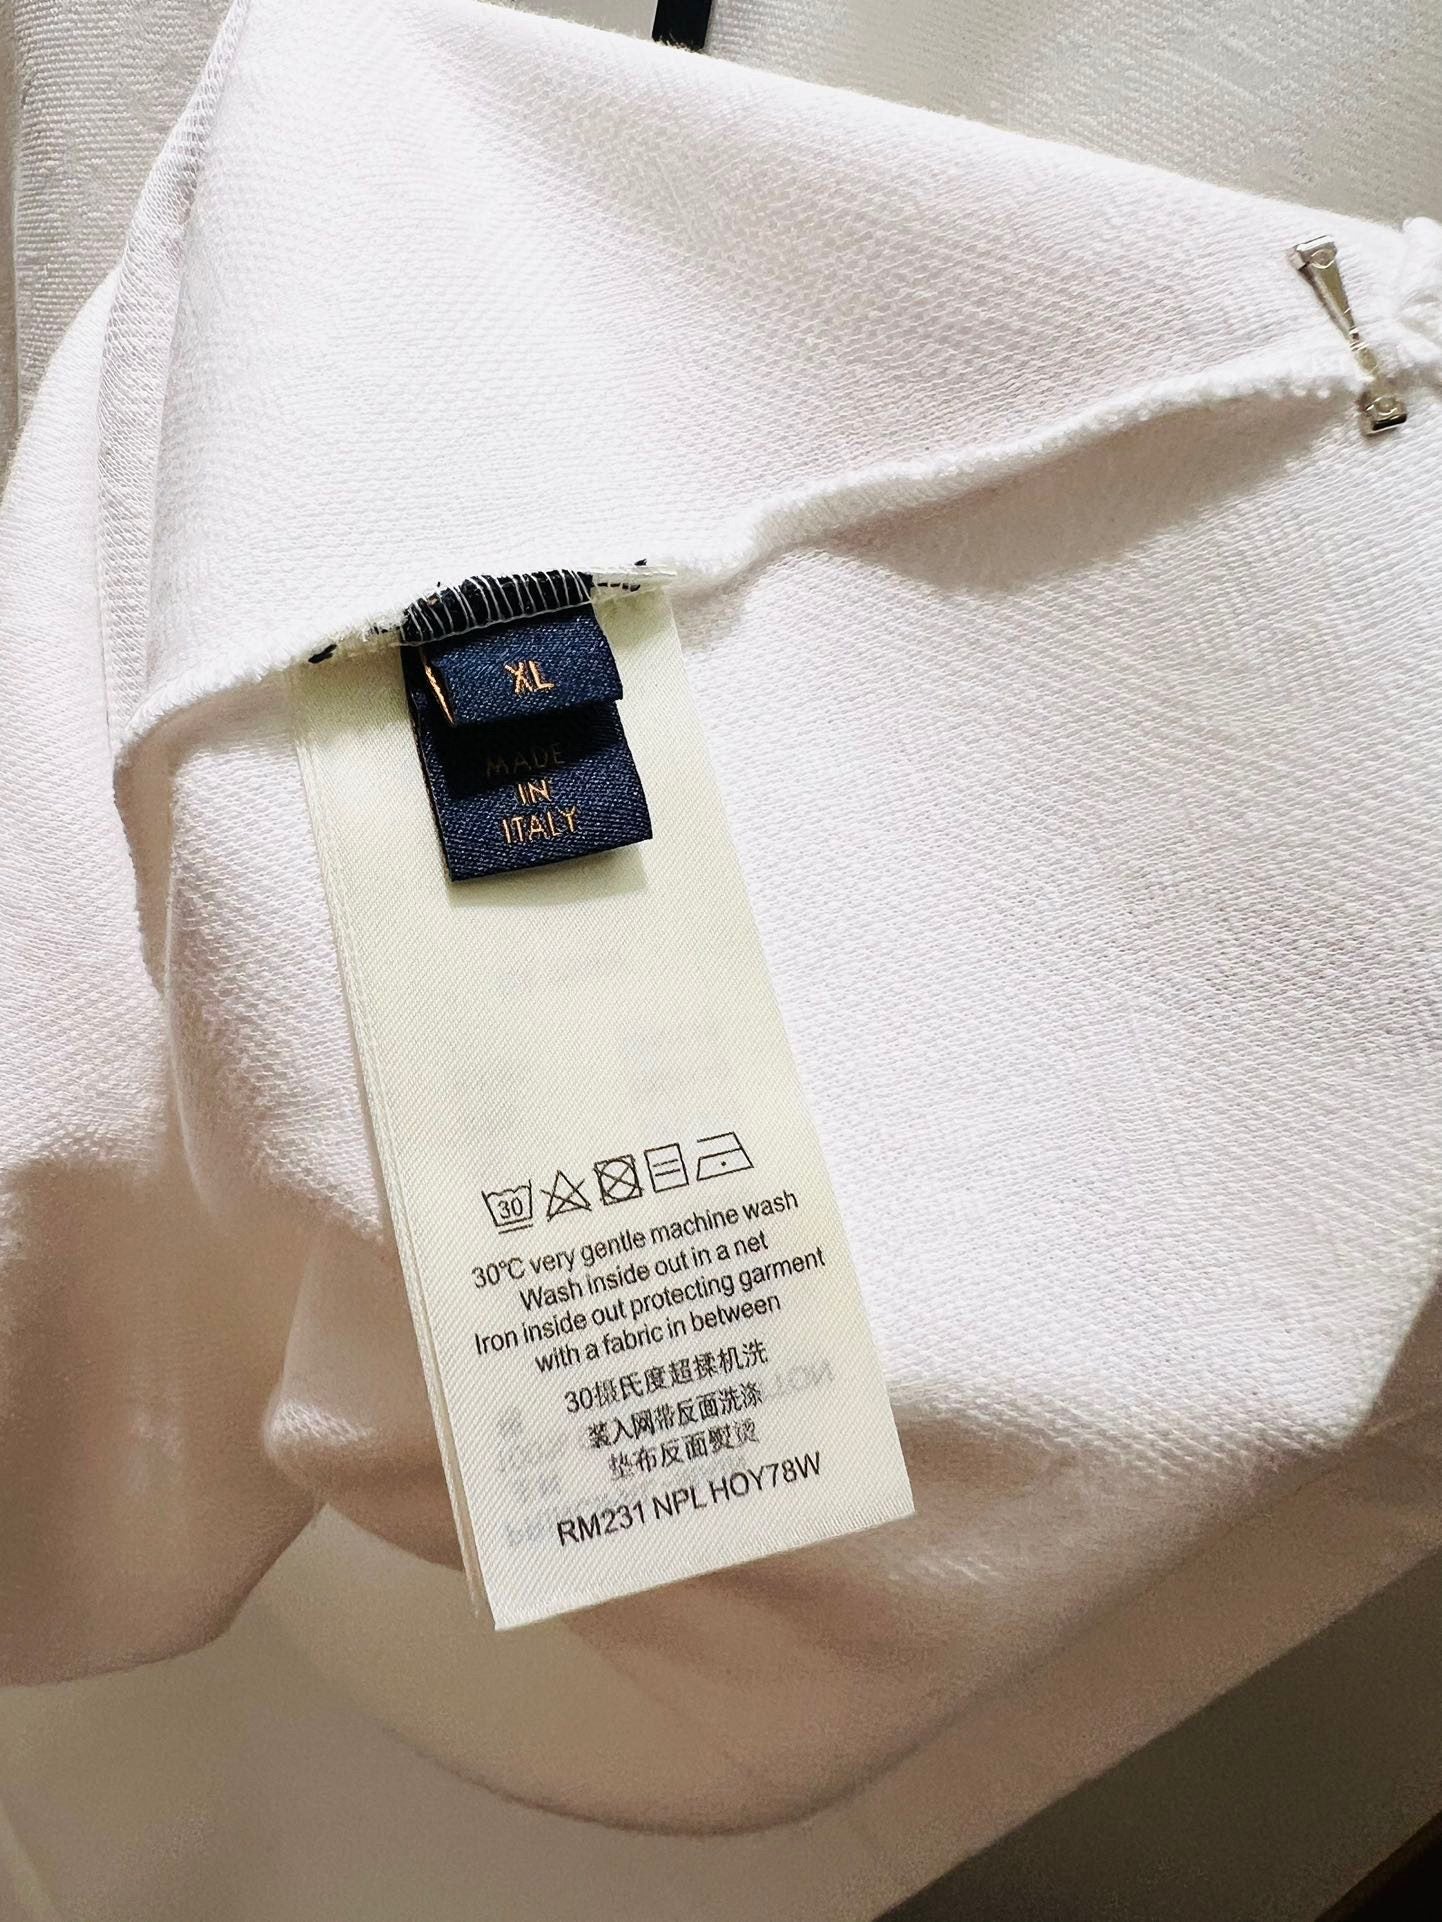 XL
MADE
IN
ITALY
30
30°C very gentle machine wash
Wash inside out in a net
Iron inside out protecting garment
with a fabric in between
30摄氏度超揉机洗
装入网带反面洗涤
垫布反面熨烫
RM231 NPL HOY78W